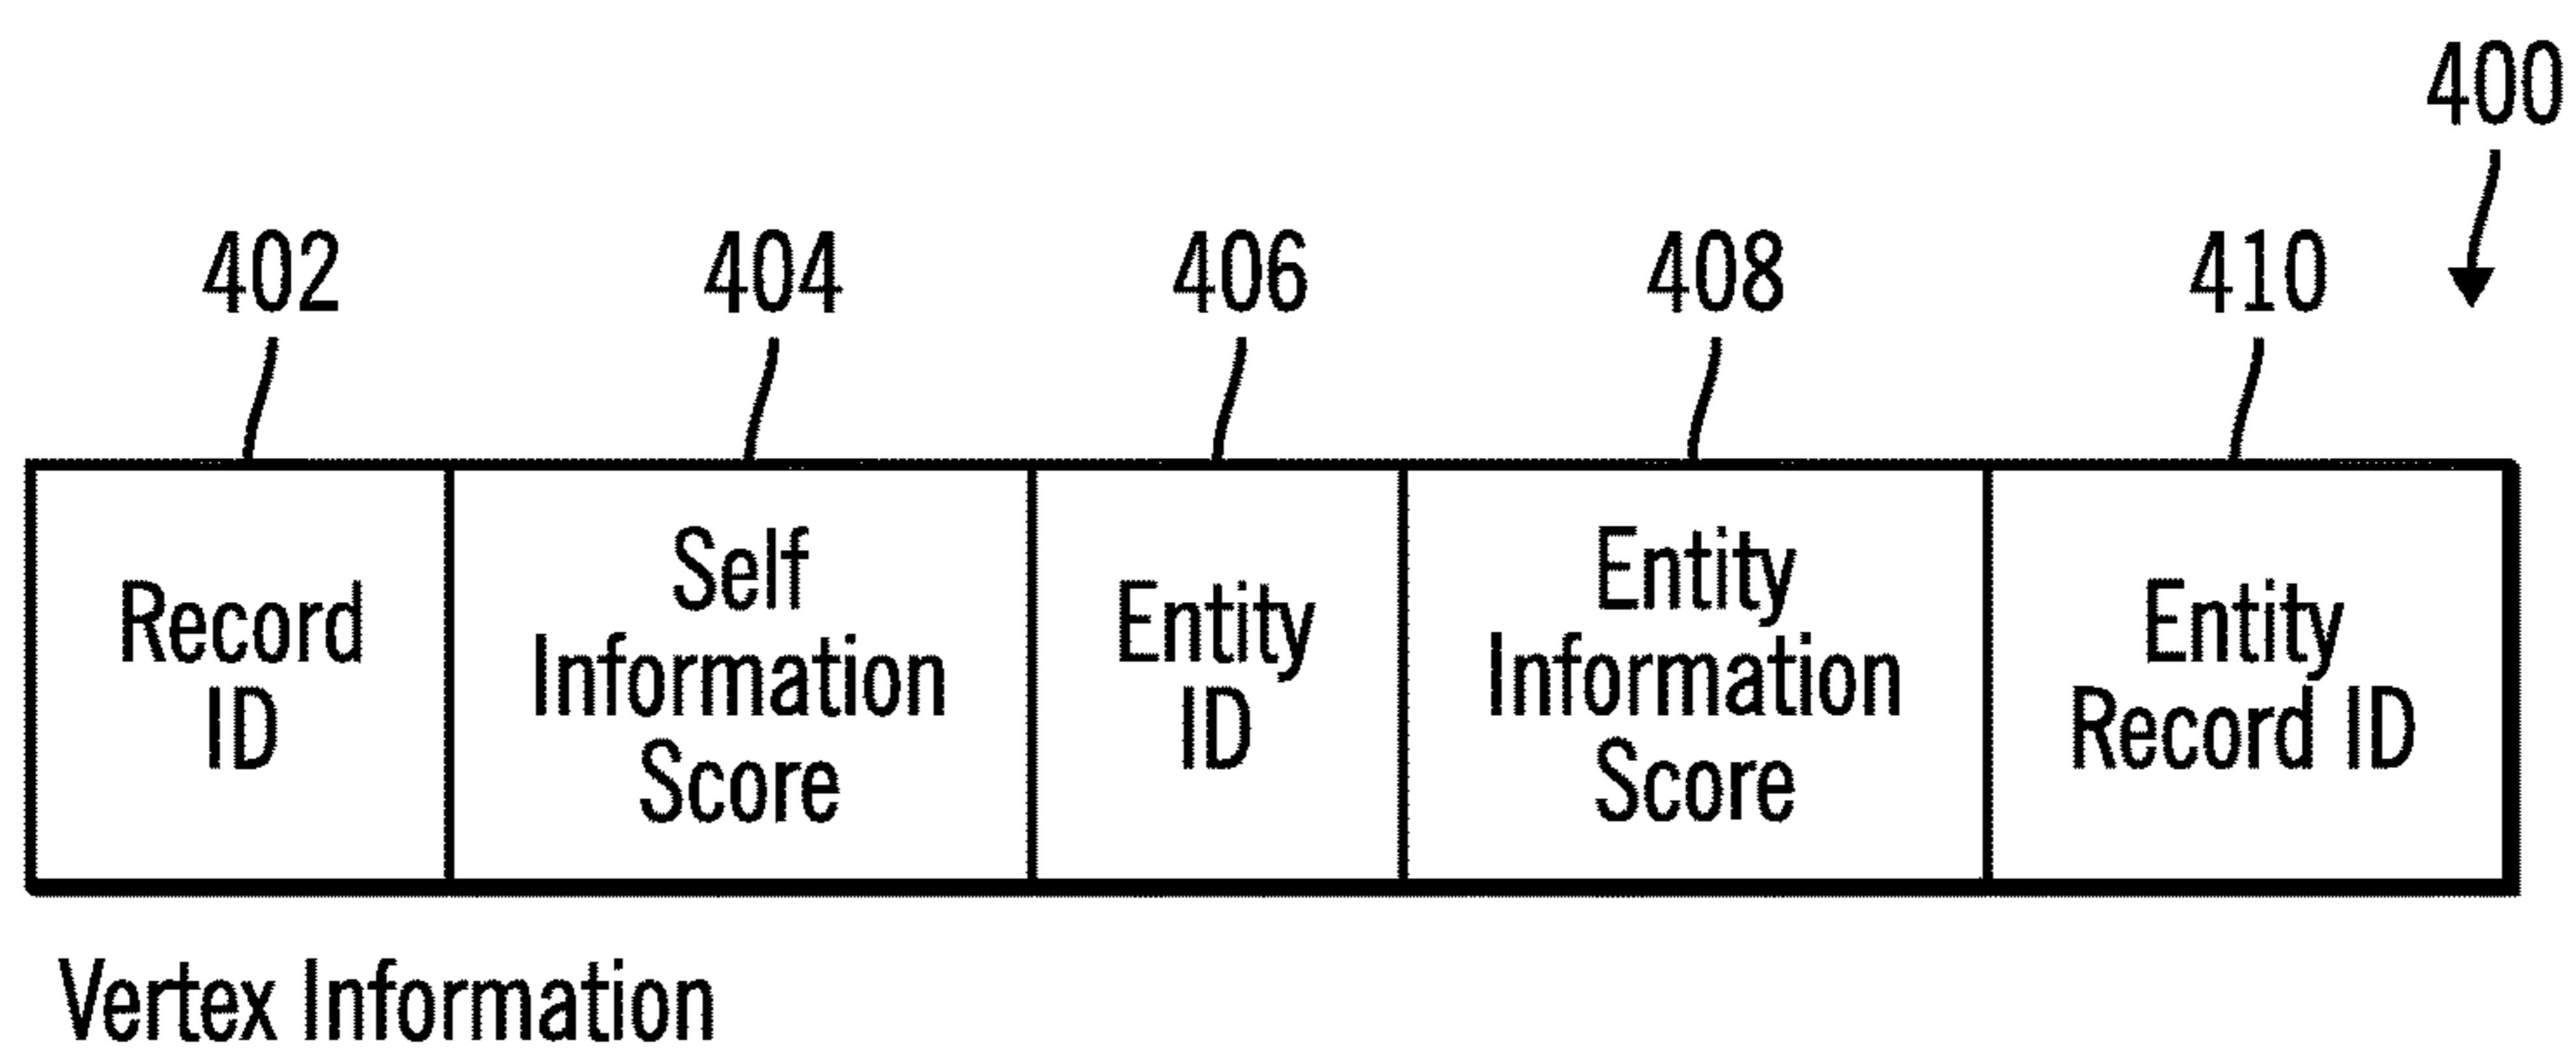 400
402 404 406 408 410
Record
ID
Self
Information
Score
Entity
ID
Entity
Information
Score
Entity
Record ID
Vertex Information